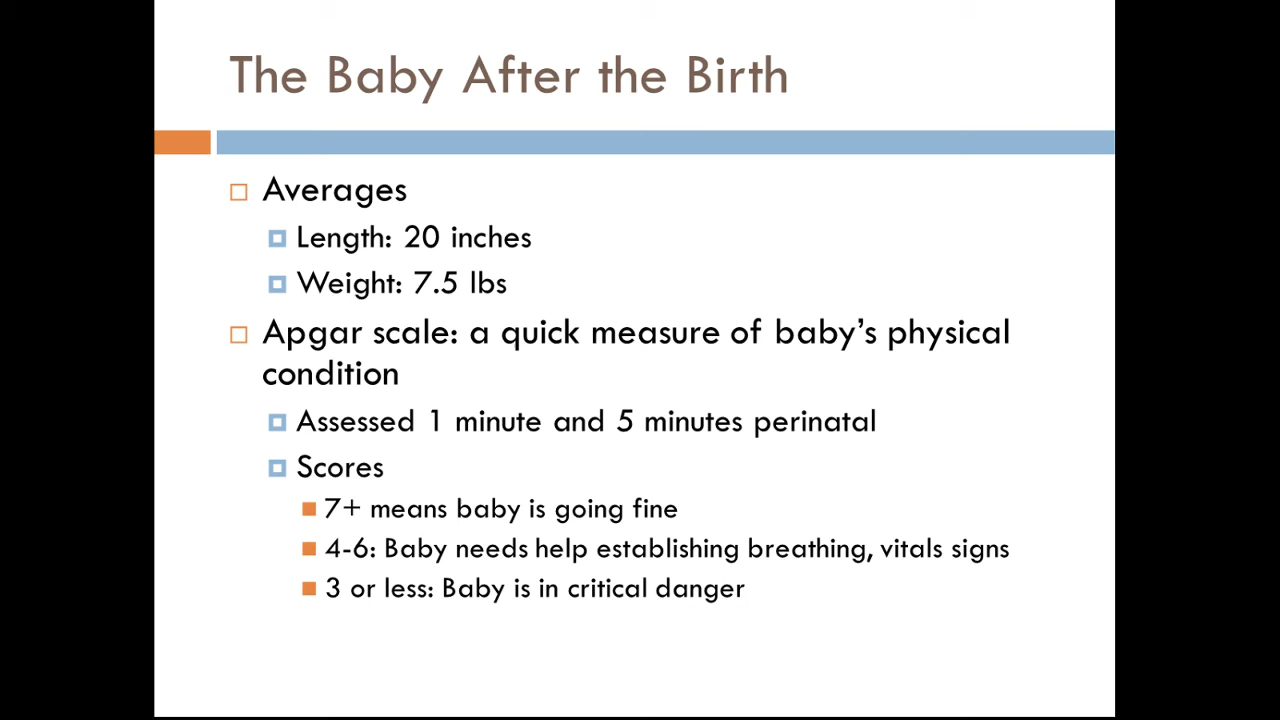 The Baby After the Birth
Averages
Length: 20 inches
Weight: 7.5 lbs
Apgar scale: a quick measure of baby's physical
condition
Assessed 1 minute and 5 minutes perinatal
Scores
7+ means baby is going fine
4-6: Baby needs help establishing breathing, vitals signs
3 or less: Baby is in critical danger